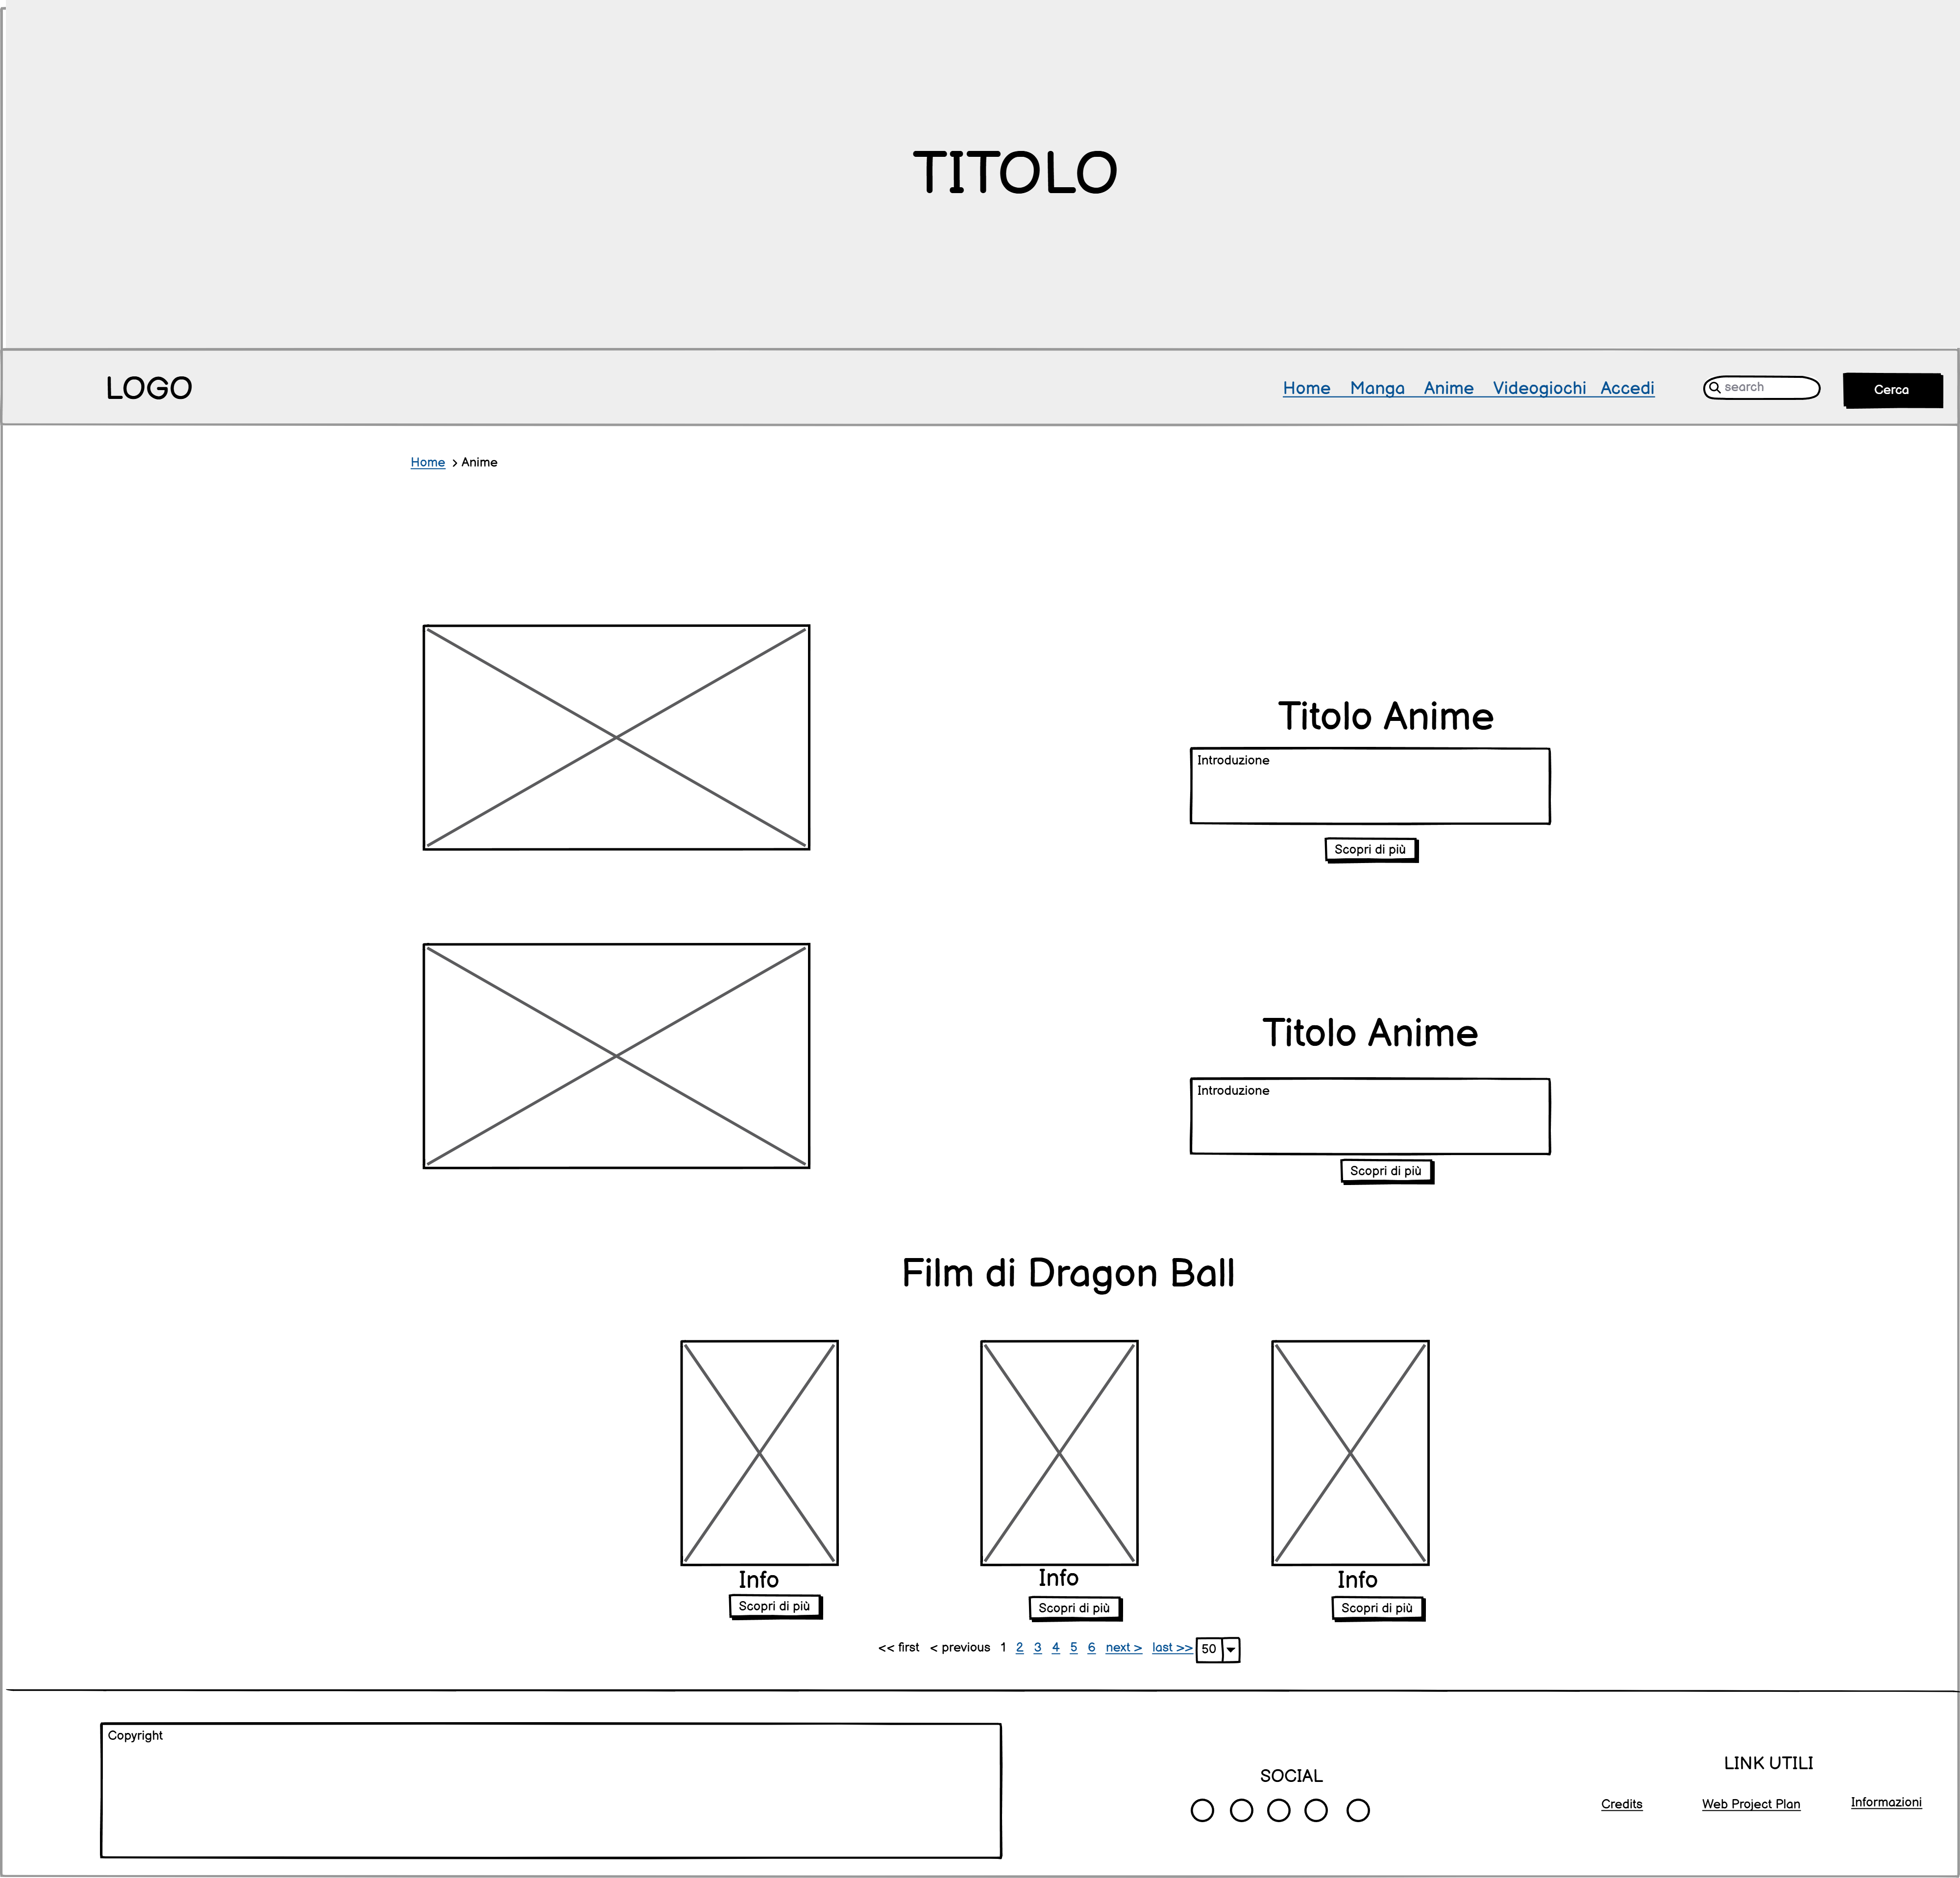 TITOLO
LOGO
Home Manga Anime Videogiochi Accedi
search
Cerca
Home > Anime
Titolo Anime
Introduzione
Scopri di più
Titolo Anime
Introduzione
Scopri di più
Film di Dragon Ball
Info
Scopri di più
Info
Scopri di più
Info
Scopri di più
<< first < previous 1 2 3 4 5 6 next > last >> 50
Copyright
SOCIAL
LINK UTILI
Credits
Web Project Plan
Informazioni